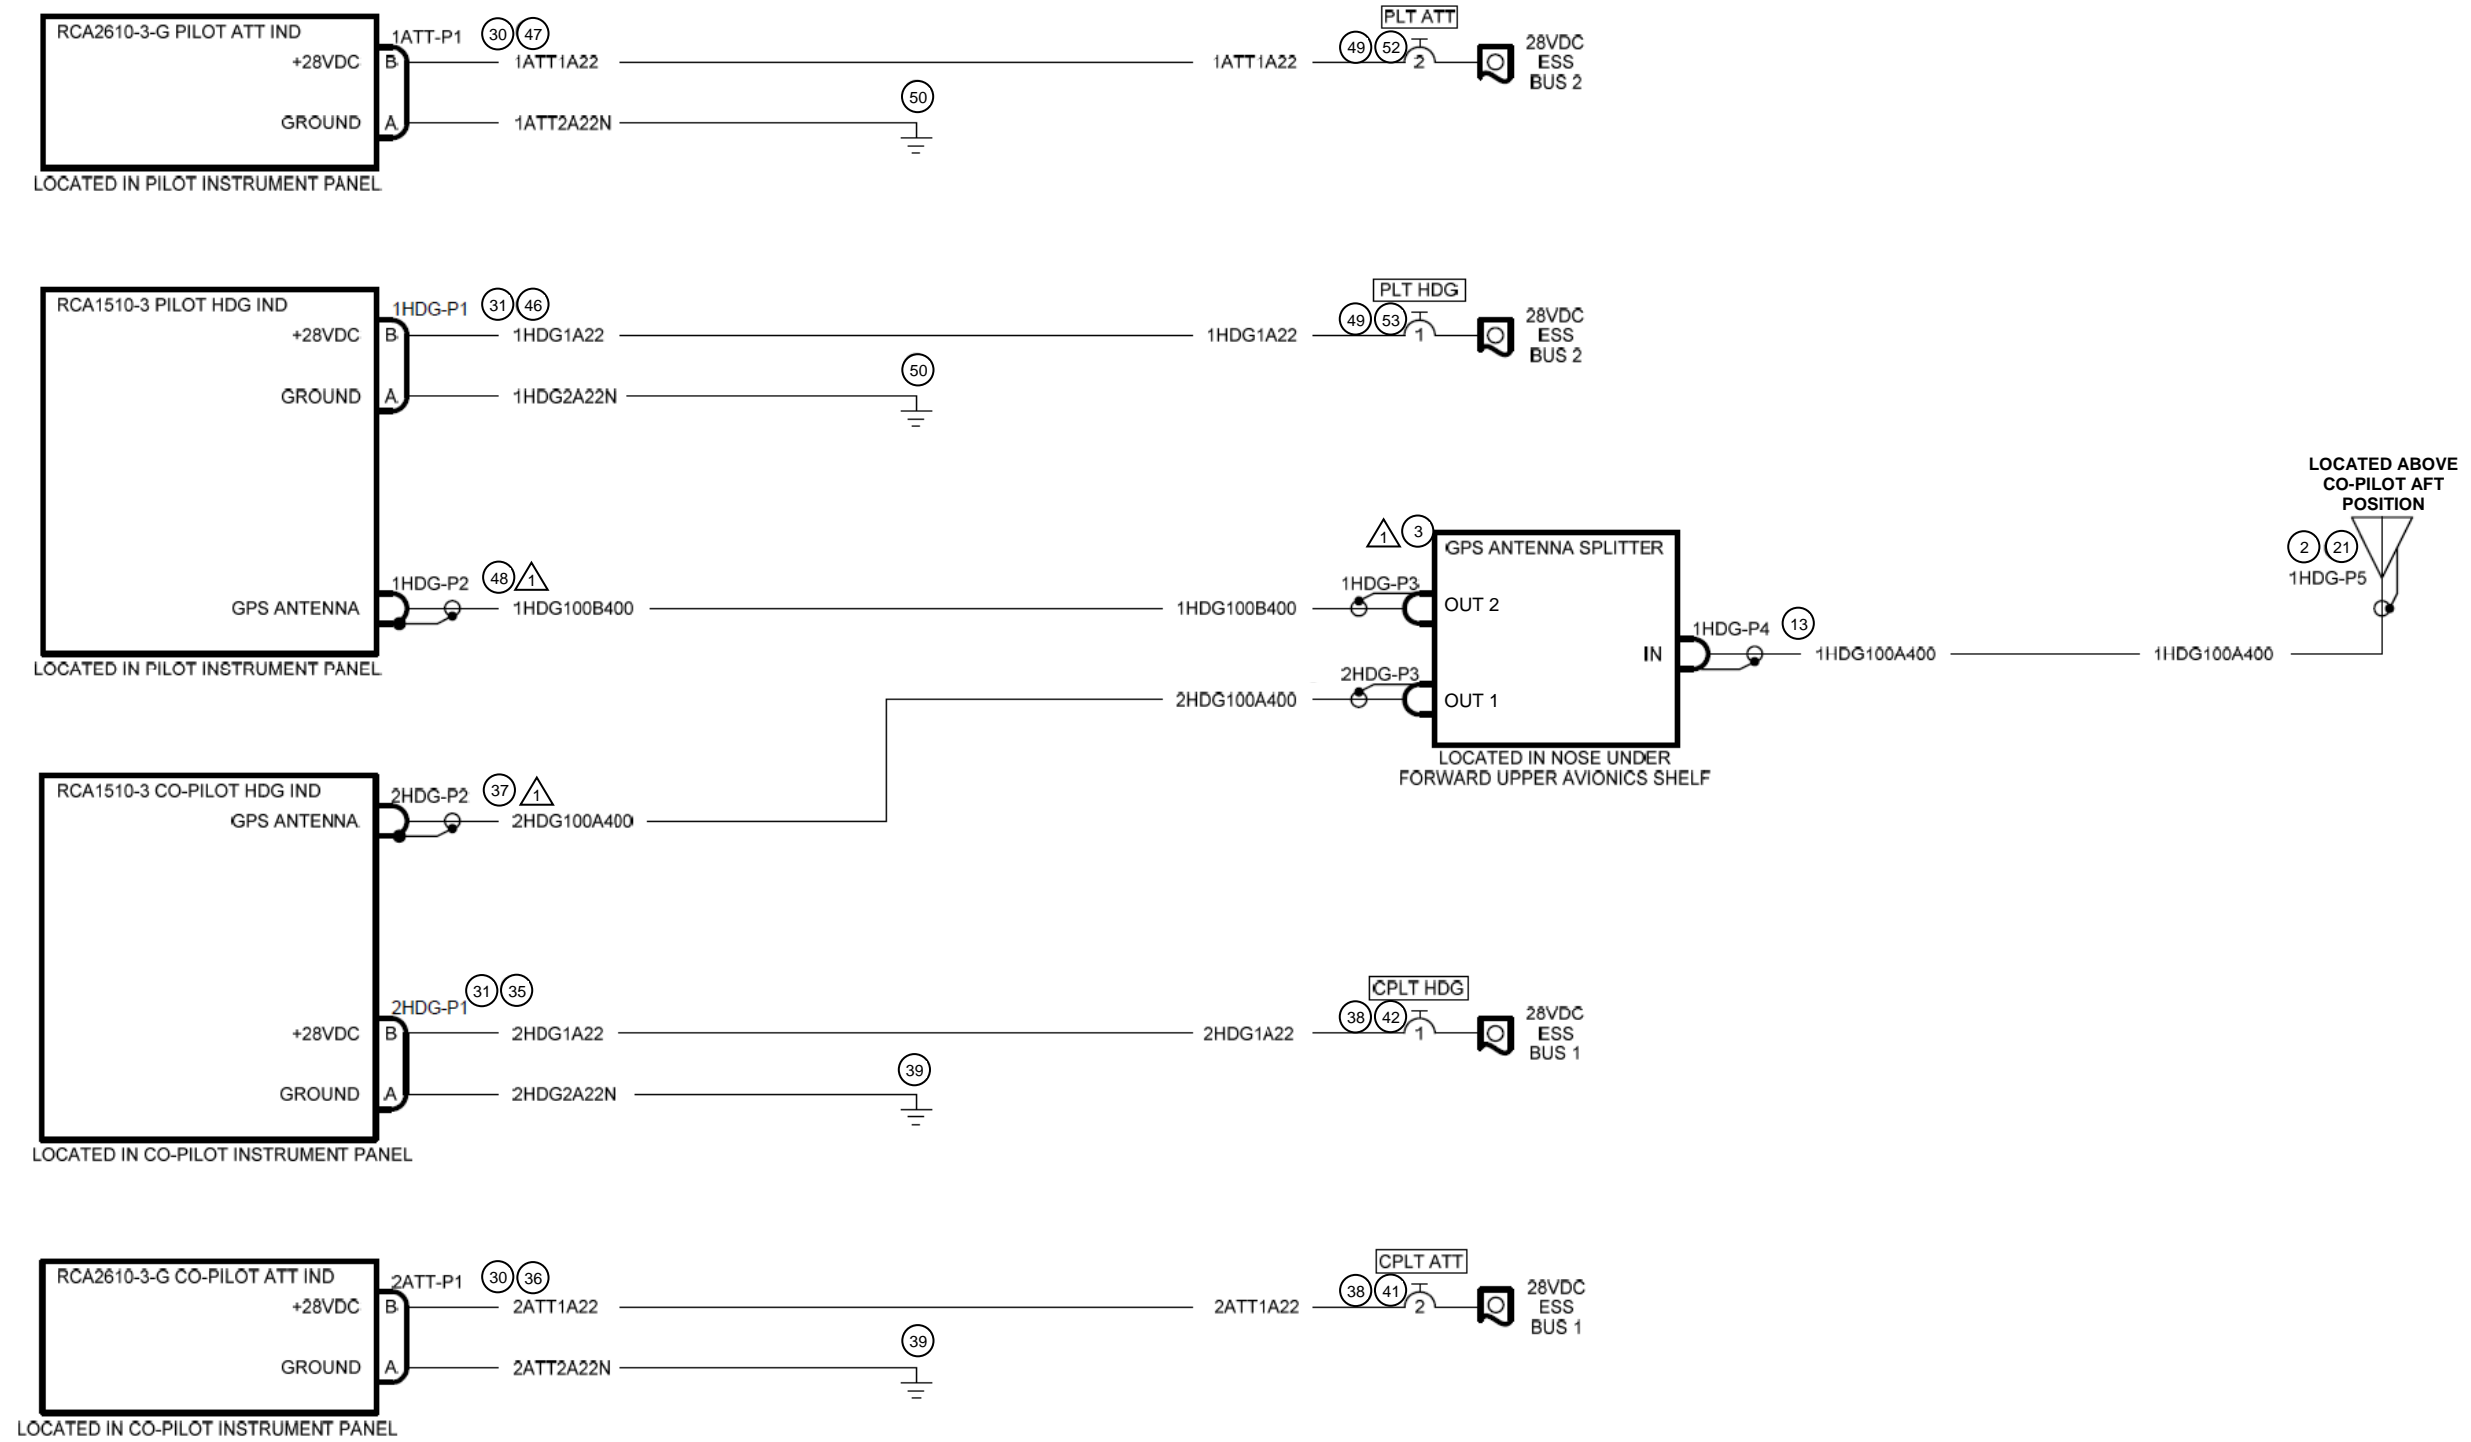 RCA2610-3-G PILOT ATT IND
+28VDC
GROUND
B
A
1ATT-P1
30 47
1ATT1A22
1ATT2A22N
50
1ATT1A22
PLT ATT
49 52
2
28VDC
ESS
BUS 2
LOCATED IN PILOT INSTRUMENT PANEL
RCA1510-3 PILOT HDG IND
+28VDC
GROUND
B
A
1HDG-P1
31 46
1HDG1A22
1HDG2A22N
50
1HDG1A22
PLT HDG
49 53
1
28VDC
ESS
BUS 2
GPS ANTENNA
1HDG-P2
48 1
1HDG100B400
1HDG100B400
LOCATED IN PILOT INSTRUMENT PANEL
1 3
GPS ANTENNA SPLITTER
1HDG-P3
OUT 2
2HDG-P3
OUT 1
2HDG100A400
IN
1HDG-P4
13
1HDG100A400
1HDG100A400
LOCATED IN NOSE UNDER
FORWARD UPPER AVIONICS SHELF
LOCATED ABOVE
CO-PILOT AFT
POSITION
2 21
1HDG-P5
RCA1510-3 CO-PILOT HDG IND
GPS ANTENNA
2HDG-P2
37 1
2HDG100A400
31 35
2HDG-P1
+28VDC
GROUND
B
A
2HDG1A22
2HDG2A22N
39
2HDG1A22
CPLT HDG
38 42
1
28VDC
ESS
BUS 1
LOCATED IN CO-PILOT INSTRUMENT PANEL
RCA2610-3-G CO-PILOT ATT IND
+28VDC
GROUND
B
A
2ATT-P1
30 36
2ATT1A22
2ATT2A22N
39
2ATT1A22
CPLT ATT
38 41
2
28VDC
ESS
BUS 1
LOCATED IN CO-PILOT INSTRUMENT PANEL